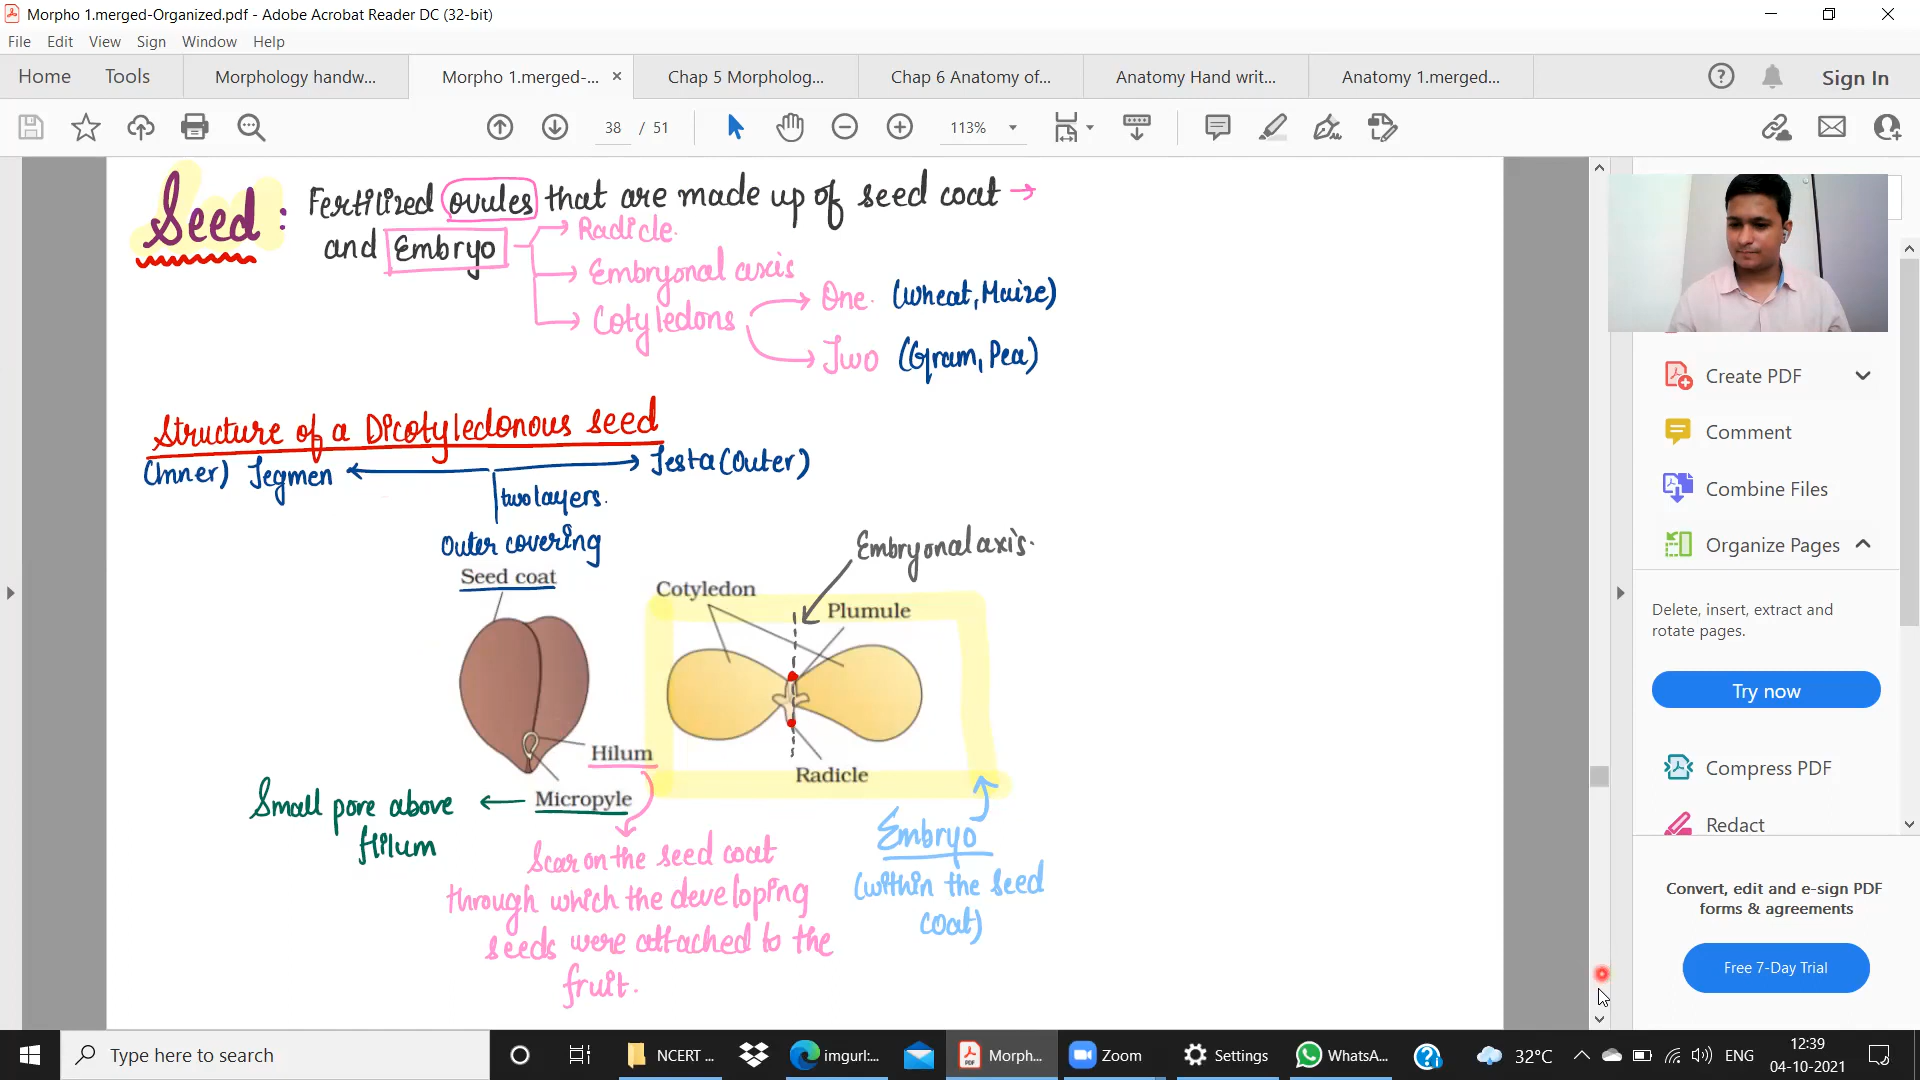 Morpho 1.merged-Organized.pdf - Adobe Acrobat Reader DC (32-bit)
File Edit View Sign Window Help
Home Tools Morphology handw... Morpho 1.merged-... × Chap 5 Morpholog... Chap 6 Anatomy of... Anatomy Hand writ... Anatomy 1.merged... Sign In
38 / 51 113%
Seed : Fertilized ovules that are made up of seed coat →
and Embryo → Radicle.
→ Embryonal axis
→ Cotyledons → One. (Wheat, Maize)
→ Two (Gram, Pea)
Structure of a Dicotyledonous seed
(Inner) Tegmen ← → Testa (Outer)
two layers.
Outer covering
Embryonal axis.
Seed coat
Cotyledon
Plumule
Hilum
Radicle
Small pore above ← Micropyle
Hilum
Embryo
(within the seed
coat)
Scar on the seed coat
through which the developing
seeds were attached to the
fruit.
Create PDF
Comment
Combine Files
Organize Pages
Delete, insert, extract and
rotate pages.
Try now
Compress PDF
Redact
Convert, edit and e-sign PDF
forms & agreements
Free 7-Day Trial
Type here to search NCERT ... imgurl:... Morph... Zoom Settings WhatsA... 32°C ENG 12:39
04-10-2021